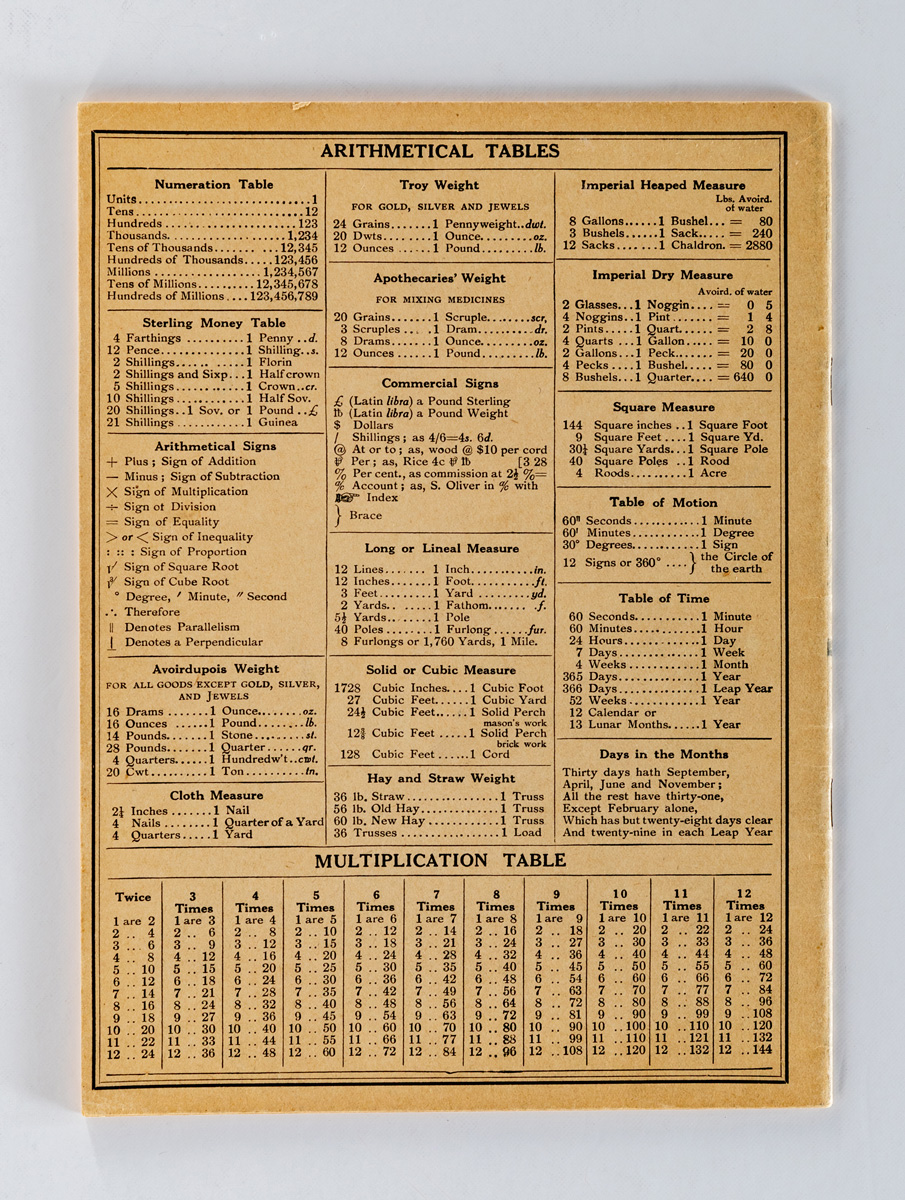 ARITHMETICAL TABLES
Numeration Table
Units............................1
Tens............................12
Hundreds.....................123
Thousands.................1,234
Tens of Thousands............12,345
Hundreds of Thousands.....123,456
Millions................1,234,567
Tens of Millions..........12,345,678
Hundreds of Millions....123,456,789
Sterling Money Table
4 Farthings..........1 Penny..d.
12 Pence.............1 Shilling..s.
2 Shillings...........1 Florin
2 Shillings and Sixp...1 Halfcrown
5 Shillings............1 Crown..cr.
10 Shillings............1 Half Sov.
20 Shillings..1 Sov. or 1 Pound..£
21 Shillings............1 Guinea
Arithmetical Signs
+ Plus; Sign of Addition
— Minus; Sign of Subtraction
× Sign of Multiplication
÷ Sign of Division
= Sign of Equality
> or < Sign of Inequality
: :: : Sign of Proportion
√ Sign of Square Root
∛ Sign of Cube Root
° Degree, ′ Minute, ″ Second
∴ Therefore
∥ Denotes Parallelism
⊥ Denotes a Perpendicular
Avoirdupois Weight
FOR ALL GOODS EXCEPT GOLD, SILVER,
AND JEWELS
16 Drams.......1 Ounce.......oz.
16 Ounces......1 Pound.......lb.
14 Pounds......1 Stone.........st.
28 Pounds......1 Quarter......qr.
4 Quarters.....1 Hundredw't..cwt.
20 Cwt..........1 Ton..........tn.
Cloth Measure
2¼ Inches.......1 Nail
4 Nails........1 Quarter of a Yard
4 Quarters.....1 Yard
Troy Weight
FOR GOLD, SILVER AND JEWELS
24 Grains.......1 Pennyweight..dwt.
20 Dwts........1 Ounce..........oz.
12 Ounces......1 Pound..........lb.
Apothecaries' Weight
FOR MIXING MEDICINES
20 Grains.......1 Scruple.......scr,
3 Scruples.....1 Dram..........dr.
8 Drams........1 Ounce.........oz.
12 Ounces......1 Pound..........lb.
Commercial Signs
£ (Latin libra) a Pound Sterling
℔ (Latin libra) a Pound Weight
$ Dollars
/ Shillings; as 4/6=4s. 6d.
@ At or to; as, wood @ $10 per cord
⅌ Per; as, Rice 4c ⅌ ℔ [3 28
% Per cent., as commission at 2½ %=
% Account; as, S. Oliver in % with
☞ Index
} Brace
Long or Lineal Measure
12 Lines.......1 Inch...........in.
12 Inches......1 Foot...........ft.
3 Feet.........1 Yard..........yd.
2 Yards........1 Fathom........f.
5½ Yards.......1 Pole
40 Poles........1 Furlong......fur.
8 Furlongs or 1,760 Yards, 1 Mile.
Solid or Cubic Measure
1728 Cubic Inches....1 Cubic Foot
27 Cubic Feet......1 Cubic Yard
24½ Cubic Feet......1 Solid Perch
mason's work
12 Cubic Feet.....1 Solid Perch
brick work
128 Cubic Feet......1 Cord
Hay and Straw Weight
36 lb. Straw...............1 Truss
56 lb. Old Hay.............1 Truss
60 lb. New Hay............1 Truss
36 Trusses................1 Load
Imperial Heaped Measure
Lbs. Avoird.
of water
8 Gallons......1 Bushel... = 80
3 Bushels......1 Sack..... = 240
12 Sacks.......1 Chaldron. = 2880
Imperial Dry Measure
Avoird. of water
2 Glasses...1 Noggin.... = 0 5
4 Noggins..1 Pint....... = 1 4
2 Pints.....1 Quart...... = 2 8
4 Quarts...1 Gallon..... = 10 0
2 Gallons...1 Peck....... = 20 0
4 Pecks....1 Bushel..... = 80 0
8 Bushels...1 Quarter.... = 640 0
Square Measure
144 Square inches..1 Square Foot
9 Square Feet....1 Square Yd.
30¼ Square Yards...1 Square Pole
40 Square Poles..1 Rood
4 Roods..........1 Acre
Table of Motion
60″ Seconds...........1 Minute
60′ Minutes...........1 Degree
30° Degrees...........1 Sign
12 Signs or 360°....} the Circle of
the earth
Table of Time
60 Seconds...........1 Minute
60 Minutes...........1 Hour
24 Hours.............1 Day
7 Days..............1 Week
4 Weeks............1 Month
365 Days.............1 Year
366 Days.............1 Leap Year
52 Weeks............1 Year
12 Calendar or
13 Lunar Months......1 Year
Days in the Months
Thirty days hath September,
April, June and November;
All the rest have thirty-one,
Except February alone,
Which has but twenty-eight days clear
And twenty-nine in each Leap Year
MULTIPLICATION TABLE
Twice 3 4 5 6 7 8 9 10 11 12
Times Times Times Times Times Times Times Times Times Times
1 are 2 1 are 3 1 are 4 1 are 5 1 are 6 1 are 7 1 are 8 1 are 9 1 are 10 1 are 11 1 are 12
2 .. 4 2 .. 6 2 .. 8 2 .. 10 2 .. 12 2 .. 14 2 .. 16 2 .. 18 2 .. 20 2 .. 22 2 .. 24
3 .. 6 3 .. 9 3 .. 12 3 .. 15 3 .. 18 3 .. 21 3 .. 24 3 .. 27 3 .. 30 3 .. 33 3 .. 36
4 .. 8 4 .. 12 4 .. 16 4 .. 20 4 .. 24 4 .. 28 4 .. 32 4 .. 36 4 .. 40 4 .. 44 4 .. 48
5 .. 10 5 .. 15 5 .. 20 5 .. 25 5 .. 30 5 .. 35 5 .. 40 5 .. 45 5 .. 50 5 .. 55 5 .. 60
6 .. 12 6 .. 18 6 .. 24 6 .. 30 6 .. 36 6 .. 42 6 .. 48 6 .. 54 6 .. 60 6 .. 66 6 .. 72
7 .. 14 7 .. 21 7 .. 28 7 .. 35 7 .. 42 7 .. 49 7 .. 56 7 .. 63 7 .. 70 7 .. 77 7 .. 84
8 .. 16 8 .. 24 8 .. 32 8 .. 40 8 .. 48 8 .. 56 8 .. 64 8 .. 72 8 .. 80 8 .. 88 8 .. 96
9 .. 18 9 .. 27 9 .. 36 9 .. 45 9 .. 54 9 .. 63 9 .. 72 9 .. 81 9 .. 90 9 .. 99 9 .. 108
10 .. 20 10 .. 30 10 .. 40 10 .. 50 10 .. 60 10 .. 70 10 .. 80 10 .. 90 10 .. 100 10 .. 110 10 .. 120
11 .. 22 11 .. 33 11 .. 44 11 .. 55 11 .. 66 11 .. 77 11 .. 88 11 .. 99 11 .. 110 11 .. 121 11 .. 132
12 .. 24 12 .. 36 12 .. 48 12 .. 60 12 .. 72 12 .. 84 12 .. 96 12 .. 108 12 .. 120 12 .. 132 12 .. 144